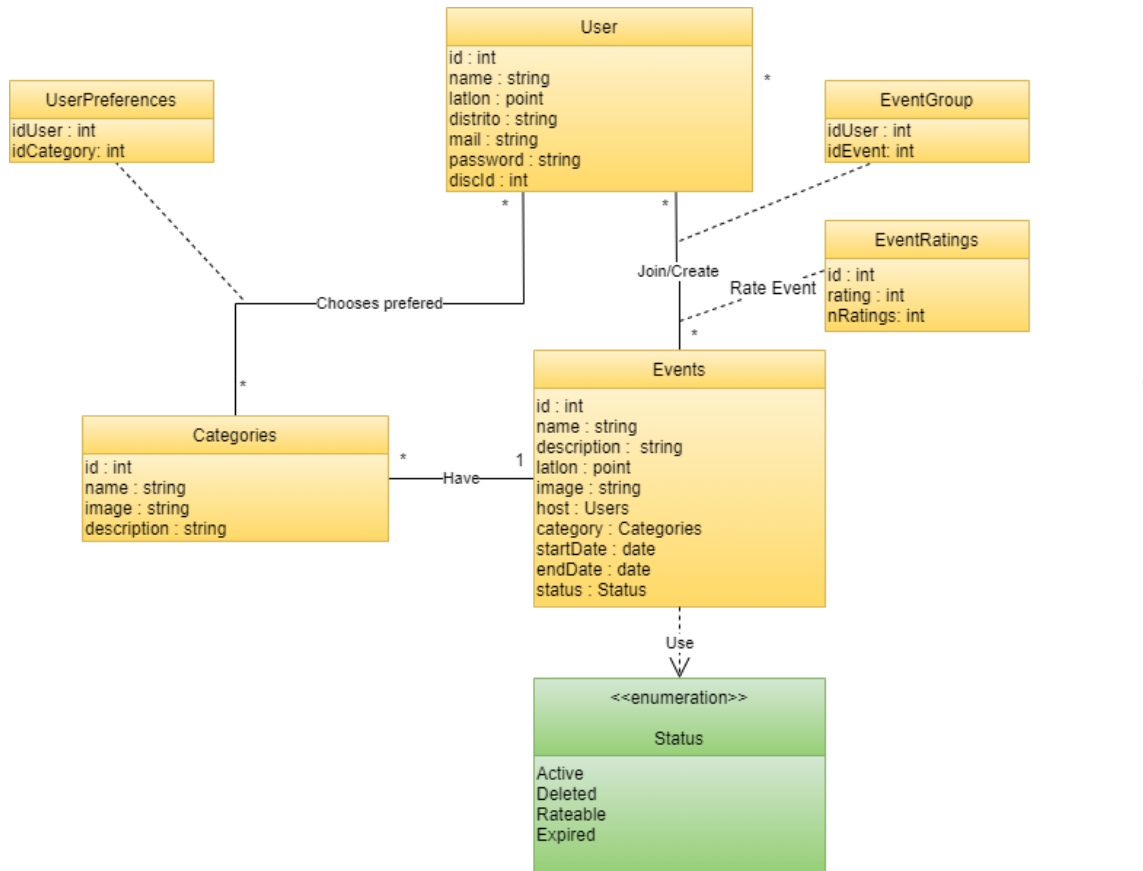 User
id : int
name : string
latlon : point
distrito : string
mail : string
password : string
discId : int
*
UserPreferences
idUser : int
idCategory: int
EventGroup
idUser : int
idEvent: int
*
*
EventRatings
id : int
rating : int
nRatings: int
Join/Create
Rate Event
Chooses prefered
*
*
Events
id : int
name : string
description : string
latlon : point
image : string
host : Users
category : Categories
startDate : date
endDate : date
status : Status
Categories
id : int
name : string
image : string
description : string
*
Have
1
Use
<<enumeration>>
Status
Active
Deleted
Rateable
Expired